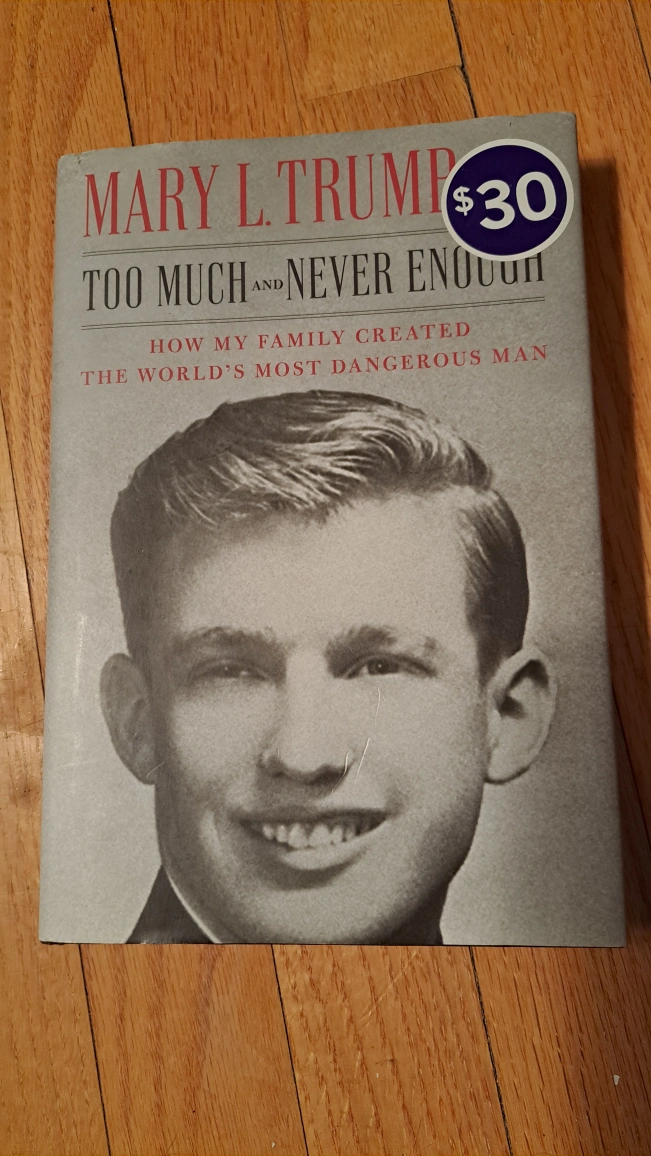 MARY L. TRUMP
$30
TOO MUCH AND NEVER ENOUGH
HOW MY FAMILY CREATED
THE WORLD'S MOST DANGEROUS MAN